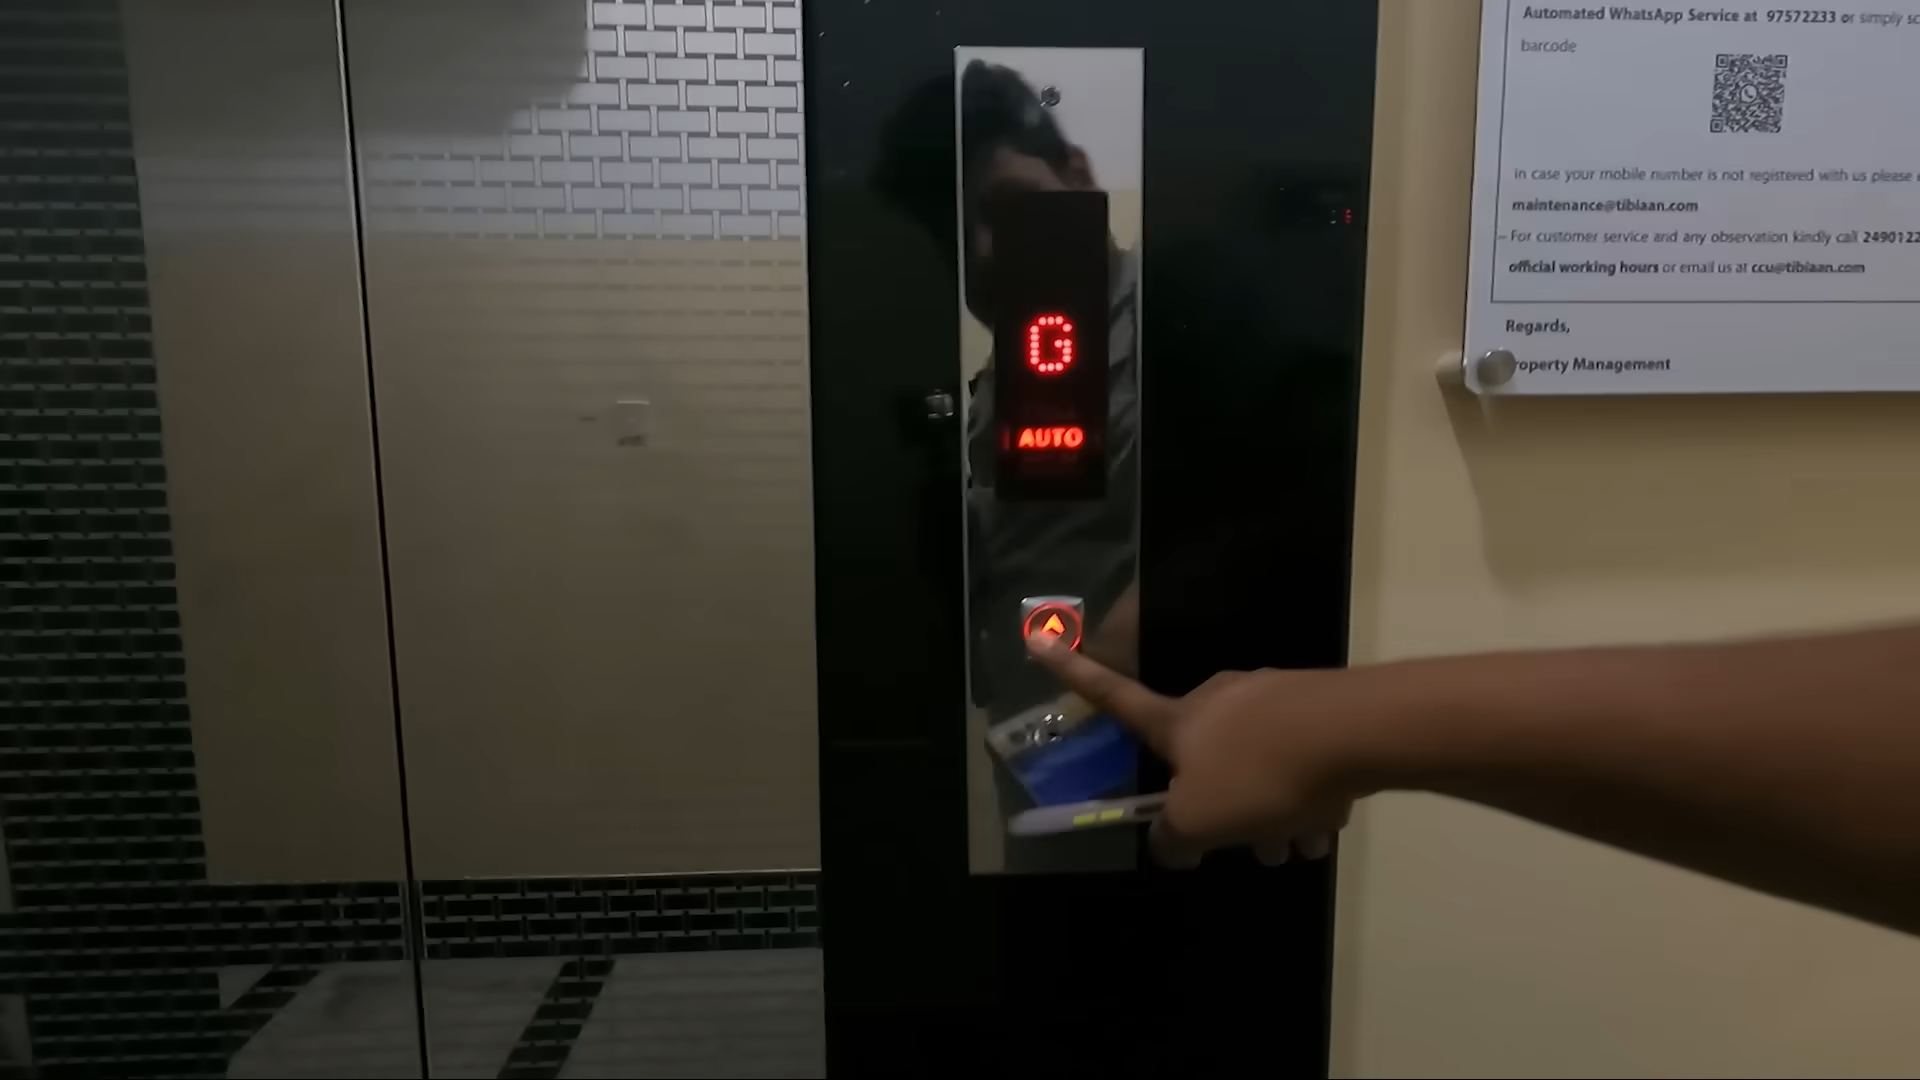 G
AUTO
Automated WhatsApp Service at 97572233 or simply
barcode
in case your mobile number is not registered with us please
maintenance@tibiaan.com
– For customer service and any observation kindly call 2490122
official working hours or email us at ccu@tibiaan.com
Regards,
roperty Management